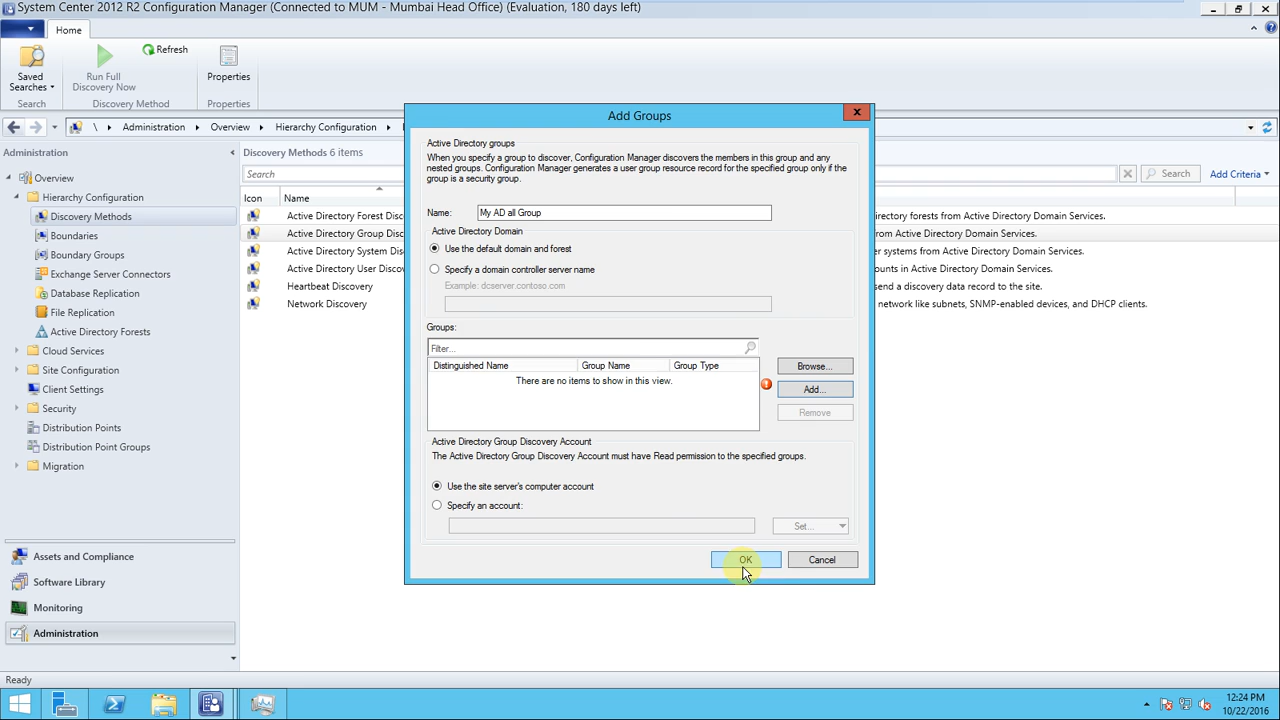 System Center 2012 R2 Configuration Manager (Connected to MUM - Mumbai Head Office) (Evaluation, 180 days left)
Home
Saved Searches
Search
Run Full Discovery Now
Refresh
Discovery Method
Properties
Properties
\ Administration Overview Hierarchy Configuration
Administration
Overview
Hierarchy Configuration
Discovery Methods
Boundaries
Boundary Groups
Exchange Server Connectors
Database Replication
File Replication
Active Directory Forests
Cloud Services
Site Configuration
Client Settings
Security
Distribution Points
Distribution Point Groups
Migration
Assets and Compliance
Software Library
Monitoring
Administration
Discovery Methods 6 items
Search
Search
Add Criteria
Icon Name
Active Directory Forest Disc
Active Directory Group Disc
Active Directory System Disc
Active Directory User Discov
Heartbeat Discovery
Network Discovery
directory forests from Active Directory Domain Services.
from Active Directory Domain Services.
er systems from Active Directory Domain Services.
counts in Active Directory Domain Services.
send a discovery data record to the site.
network like subnets, SNMP-enabled devices, and DHCP clients.
Add Groups
Active Directory groups
When you specify a group to discover, Configuration Manager discovers the members in this group and any
nested groups. Configuration Manager generates a user group resource record for the specified group only if the
group is a security group.
Name: My AD all Group
Active Directory Domain
Use the default domain and forest
Specify a domain controller server name
Example: dcserver.contoso.com
Groups:
Filter...
Distinguished Name Group Name Group Type
There are no items to show in this view.
Browse...
Add...
Remove
Active Directory Group Discovery Account
The Active Directory Group Discovery Account must have Read permission to the specified groups.
Use the site server's computer account
Specify an account:
Set...
OK Cancel
Ready
12:24 PM
10/22/2016